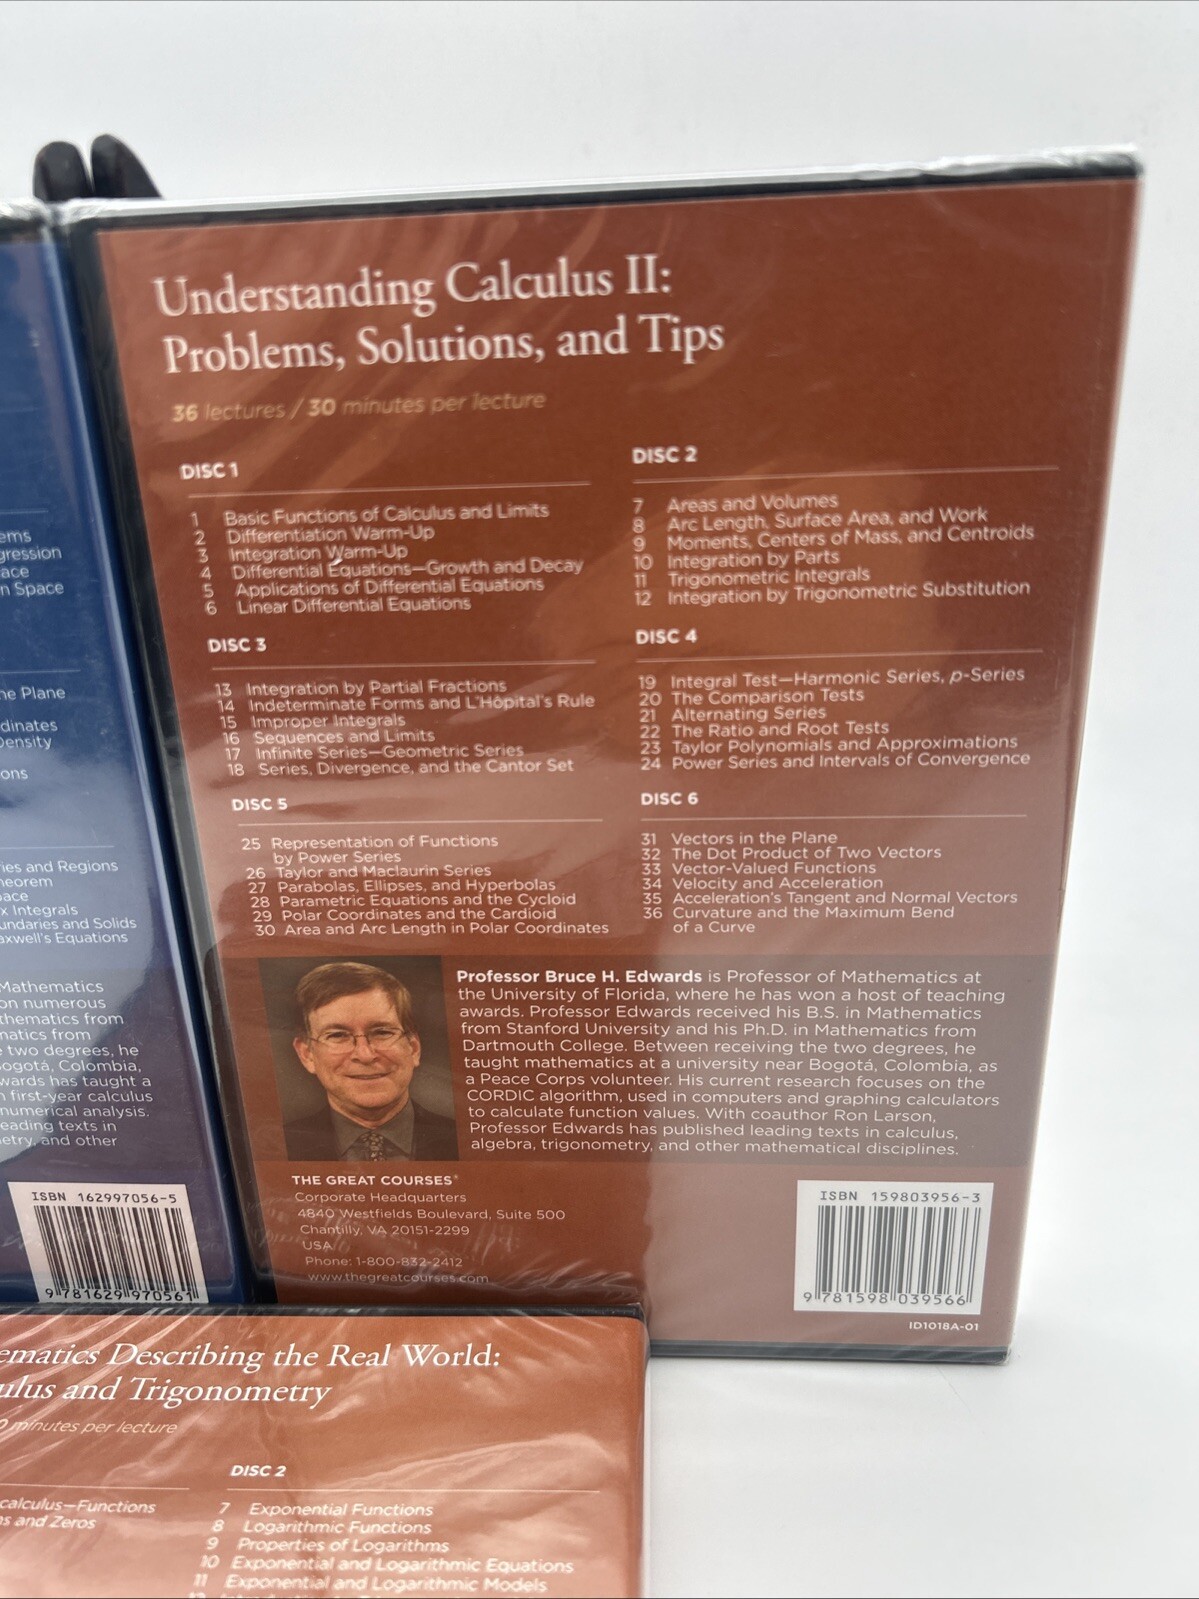 Understanding Calculus II:
Problems, Solutions, and Tips
36 lectures / 30 minutes per lecture
DISC 1
1 Basic Functions of Calculus and Limits
2 Differentiation Warm-Up
3 Integration Warm-Up
4 Differential Equations—Growth and Decay
5 Applications of Differential Equations
6 Linear Differential Equations
DISC 2
7 Areas and Volumes
8 Arc Length, Surface Area, and Work
9 Moments, Centers of Mass, and Centroids
10 Integration by Parts
11 Trigonometric Integrals
12 Integration by Trigonometric Substitution
DISC 3
13 Integration by Partial Fractions
14 Indeterminate Forms and L'Hôpital's Rule
15 Improper Integrals
16 Sequences and Limits
17 Infinite Series—Geometric Series
18 Series, Divergence, and the Cantor Set
DISC 4
19 Integral Test—Harmonic Series, p-Series
20 The Comparison Tests
21 Alternating Series
22 The Ratio and Root Tests
23 Taylor Polynomials and Approximations
24 Power Series and Intervals of Convergence
DISC 5
25 Representation of Functions
by Power Series
26 Taylor and Maclaurin Series
27 Parabolas, Ellipses, and Hyperbolas
28 Parametric Equations and the Cycloid
29 Polar Coordinates and the Cardioid
30 Area and Arc Length in Polar Coordinates
DISC 6
31 Vectors in the Plane
32 The Dot Product of Two Vectors
33 Vector-Valued Functions
34 Velocity and Acceleration
35 Acceleration's Tangent and Normal Vectors
36 Curvature and the Maximum Bend
of a Curve
Professor Bruce H. Edwards is Professor of Mathematics at
the University of Florida, where he has won a host of teaching
awards. Professor Edwards received his B.S. in Mathematics
from Stanford University and his Ph.D. in Mathematics from
Dartmouth College. Between receiving the two degrees, he
taught mathematics at a university near Bogotá, Colombia, as
a Peace Corps volunteer. His current research focuses on the
CORDIC algorithm, used in computers and graphing calculators
to calculate function values. With coauthor Ron Larson,
Professor Edwards has published leading texts in calculus,
algebra, trigonometry, and other mathematical disciplines.
THE GREAT COURSES®
Corporate Headquarters
4840 Westfields Boulevard, Suite 500
Chantilly, VA 20151-2299
USA
Phone: 1-800-832-2412
www.thegreatcourses.com
ISBN 159803956-3
9 781598 039566
ID1018A-01
ems
gression
ace
n Space
he Plane
dinates
Density
ons
ies and Regions
heorem
pace
x Integrals
undaries and Solids
axwell's Equations
Mathematics
on numerous
thematics from
matics from
e two degrees, he
Bogotá, Colombia,
wards has taught a
n first-year calculus
numerical analysis.
leading texts in
etry, and other
ISBN 162997056-5
9 781629 970561
ematics Describing the Real World:
ulus and Trigonometry
0 minutes per lecture
calculus—Functions
ns and Zeros
DISC 2
7 Exponential Functions
8 Logarithmic Functions
9 Properties of Logarithms
10 Exponential and Logarithmic Equations
11 Exponential and Logarithmic Models